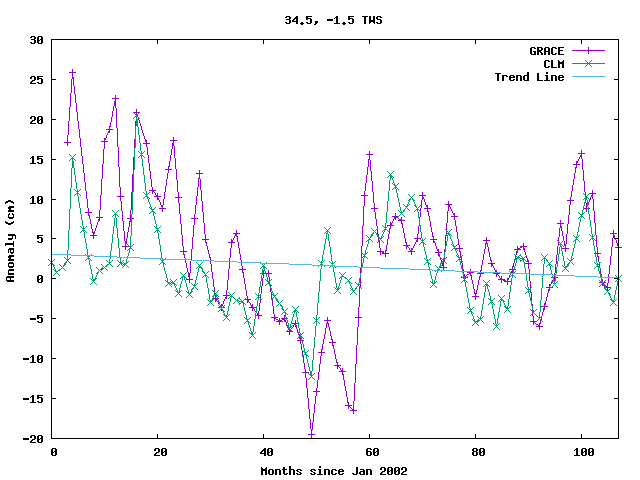 34.5, -1.5 TWS
GRACE
CLM
Trend Line
Anomaly (cm)
30
25
20
15
10
5
0
-5
-10
-15
-20
0 20 40 60 80 100
Months since Jan 2002